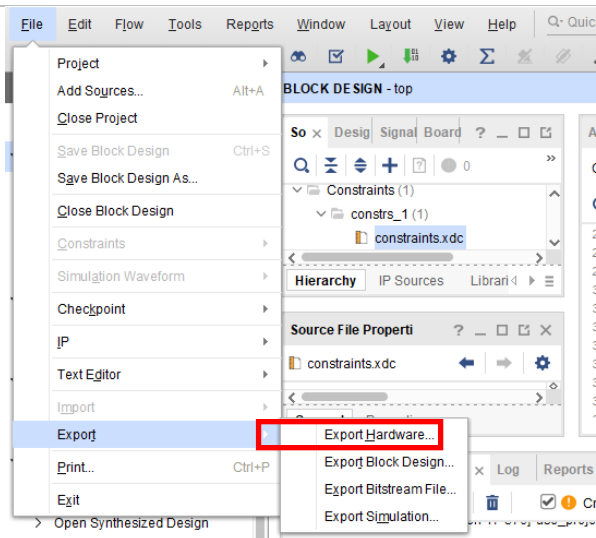 File Edit Flow Tools Reports Window Layout View Help Q- Quic
Project
Add Sources... Alt+A
Close Project
Save Block Design Ctrl+S
Save Block Design As...
Close Block Design
Constraints
Simulation Waveform
Checkpoint
IP
Text Editor
Import
Export
Print... Ctrl+P
Exit
Open Synthesized Design
BLOCK DESIGN - top
So Desig Signal Board
0
Constraints (1)
constrs_1 (1)
constraints.xdc
Hierarchy IP Sources Librari
Source File Properti
constraints.xdc
Export Hardware...
Export Block Design...
Export Bitstream File...
Export Simulation...
Log Reports
Cr